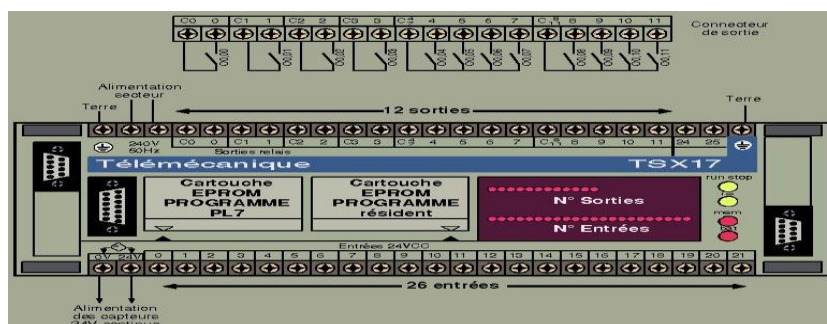 C0 0 C1 1 C2 2 C3 3 C4 4 5 6 7 C8 8 9 10 11
Connecteur
de sortie
O0,00 O0,01 O0,02 O0,03 O0,04 O0,05 O0,06 O0,07 O0,08 O0,09 O0,10 O0,11
Alimentation
secteur
Terre
12 sorties
Terre
240V
50Hz
C0 0 C1 1 C2 2 4 5 6 7 8 9 10 11 24 25
Sorties relais
Télémécanique
TSX17
Cartouche
EPROM
PROGRAMME
PL7
Cartouche
EPROM
PROGRAMME
résident
N° Sorties
N° Entrées
run stop
mem
Entrées 24VCC
0V 24V 0 1 2 3 4 5 6 7 8 9 10 11 12 13 14 15 16 17 18 19 20 21
26 entrées
Alimentation
des capteurs
24V continue